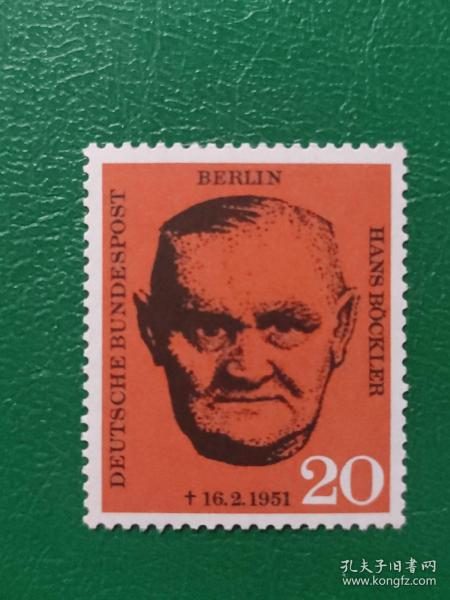 BERLIN
DEUTSCHE BUNDESPOST
HANS BÖCKLER
† 16.2.1951
20
孔夫子旧书网
www.kongfz.com